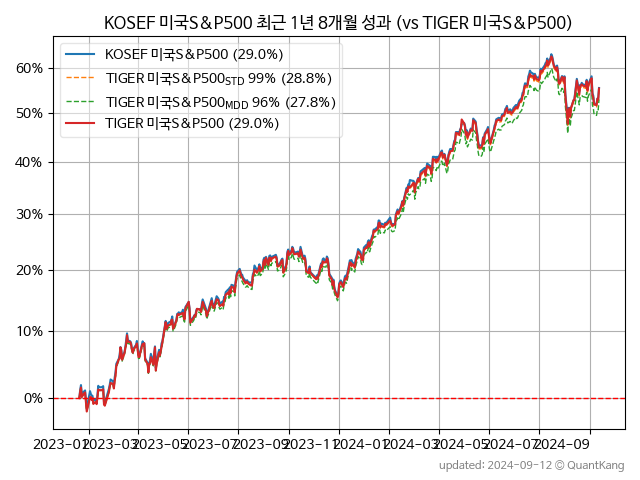 KOSEF 미국S&P500 최근 1년 8개월 성과 (vs TIGER 미국S&P500)
KOSEF 미국S&P500 (29.0%)
TIGER 미국S&P500STD 99% (28.8%)
TIGER 미국S&P500MDD 96% (27.8%)
TIGER 미국S&P500 (29.0%)
60%
50%
40%
30%
20%
10%
0%
2023-01 2023-03 2023-05 2023-07 2023-09 2023-11 2024-01 2024-03 2024-05 2024-07 2024-09
updated: 2024-09-12 © QuantKang